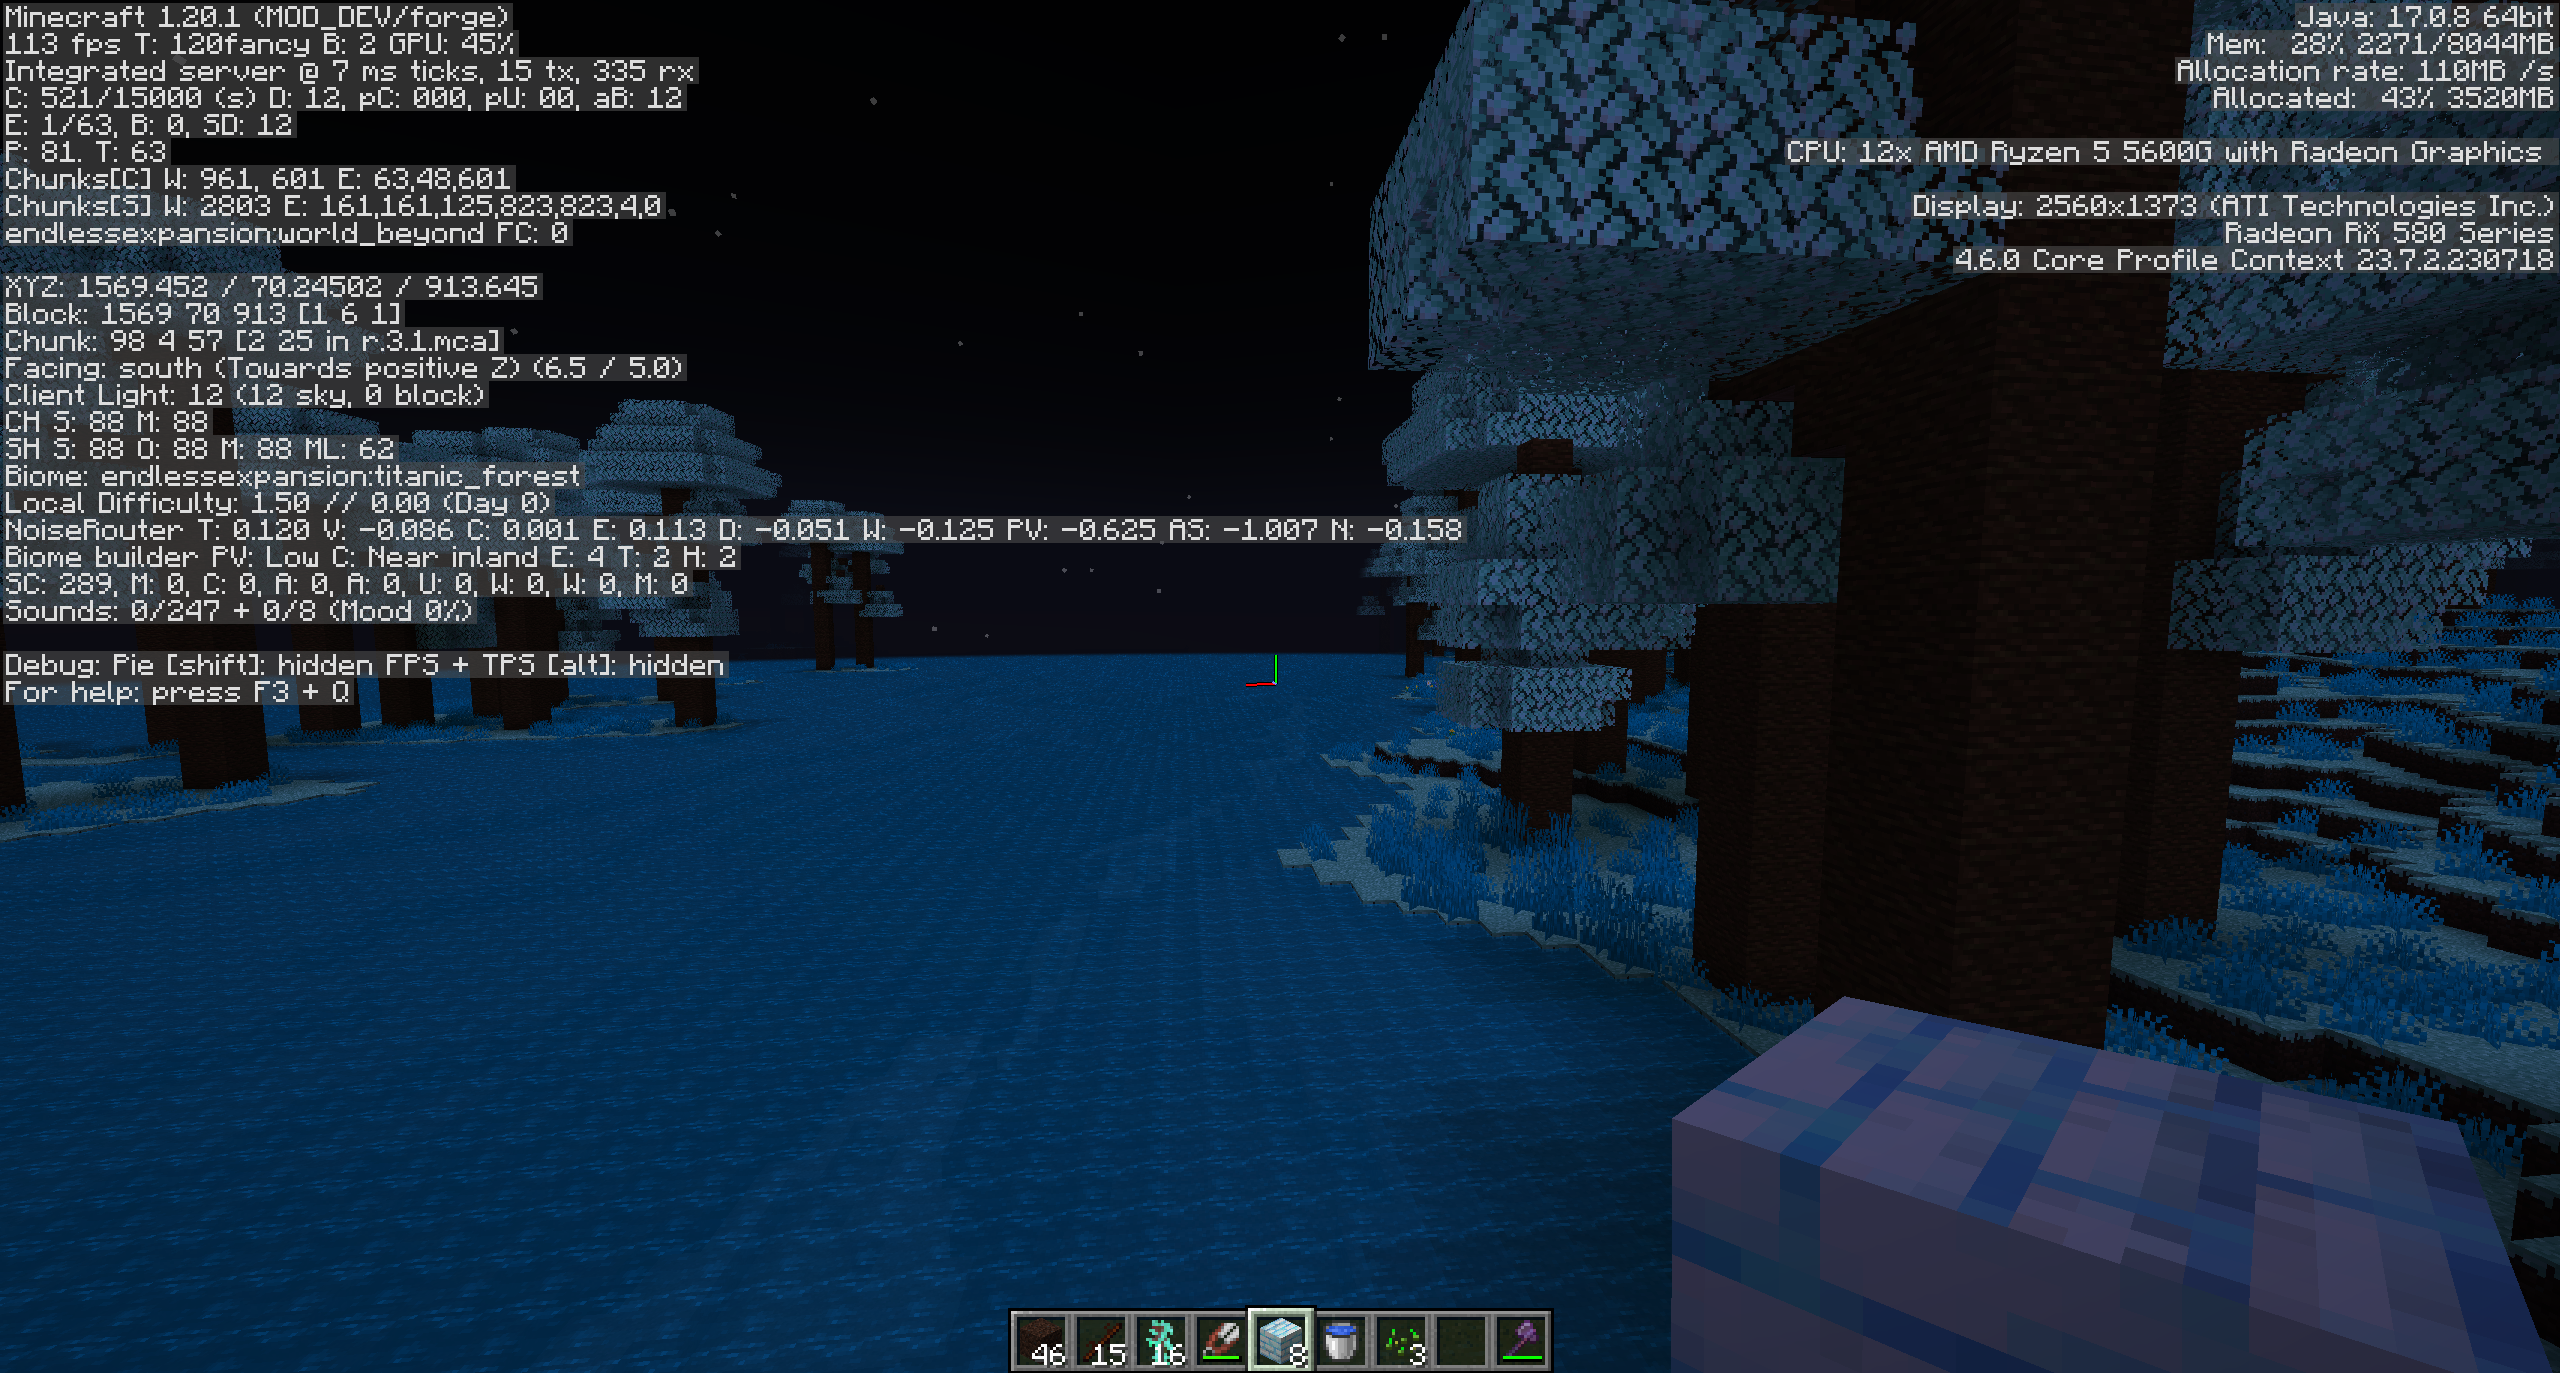 Minecraft 1.20.1 (MOD_DEV/forge)
113 fps T: 120fancy B: 2 GPU: 45%
Integrated server @ 7 ms ticks, 15 tx, 335 rx
C: 521/15000 (s) D: 12, pC: 000, pU: 00, aB: 12
E: 1/63, B: 0, SD: 12
P: 81. T: 63
Chunks[C] W: 961, 601 E: 63,48,601
Chunks[S] W: 2803 E: 161,161,125,823,823,4,0
endlessexpansion:world_beyond FC: 0
XYZ: 1569.452 / 70.24502 / 913.645
Block: 1569 70 913 [1 6 1]
Chunk: 98 4 57 [2 25 in r.3.1.mca]
Facing: south (Towards positive Z) (6.5 / 5.0)
Client Light: 12 (12 sky, 0 block)
CH S: 88 M: 88
SH S: 88 O: 88 M: 88 ML: 62
Biome: endlessexpansion:titanic_forest
Local Difficulty: 1.50 // 0.00 (Day 0)
NoiseRouter T: 0.120 V: -0.086 C: 0.001 E: 0.113 D: -0.051 W: -0.125 PV: -0.625 AS: -1.007 N: -0.158
Biome builder PV: Low C: Near inland E: 4 T: 2 H: 2
SC: 289, M: 0, C: 0, A: 0, A: 0, U: 0, W: 0, W: 0, M: 0
Sounds: 0/247 + 0/8 (Mood 0%)
Debug: Pie [shift]: hidden FPS + TPS [alt]: hidden
For help: press F3 + Q
Java: 17.0.8 64bit
Mem: 28% 2271/8044MB
Allocation rate: 110MB /s
Allocated: 43% 3520MB
CPU: 12x AMD Ryzen 5 5600G with Radeon Graphics
Display: 2560x1373 (ATI Technologies Inc.)
Radeon RX 580 Series
4.6.0 Core Profile Context 23.7.2.230718
46 15 16 8 3